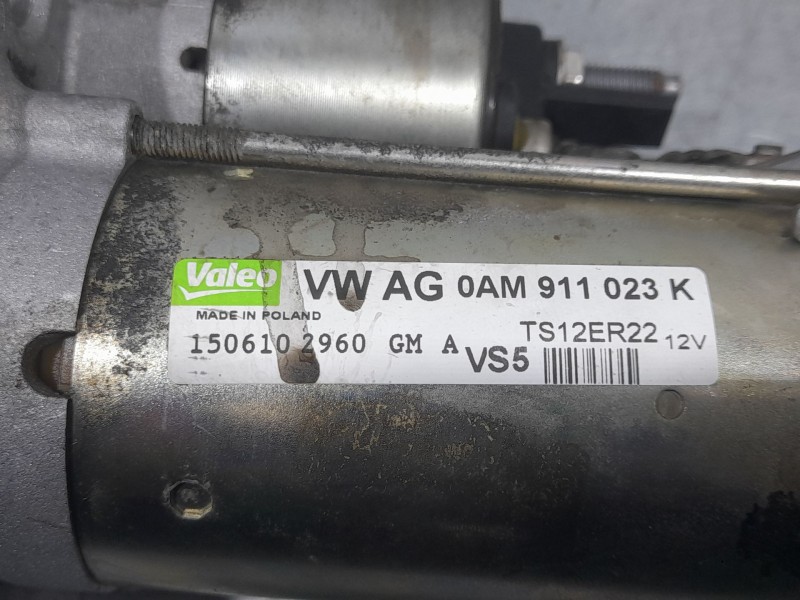 Valeo VW AG 0AM 911 023 K
MADE IN POLAND
150610 2960 GM A VS5 TS12ER22 12V